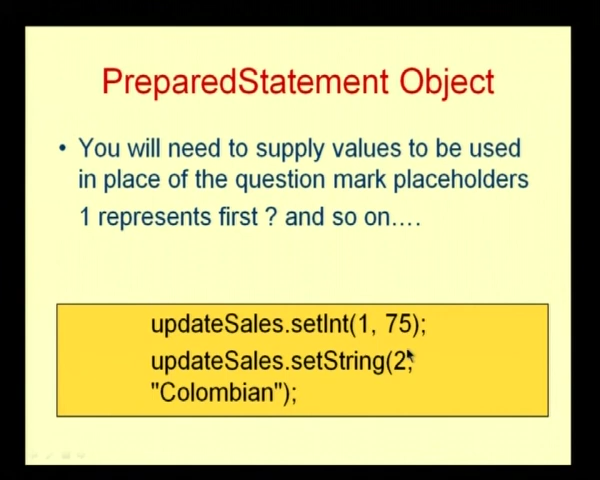 PreparedStatement Object
• You will need to supply values to be used
in place of the question mark placeholders
1 represents first ? and so on….
updateSales.setInt(1, 75);
updateSales.setString(2,
"Colombian");